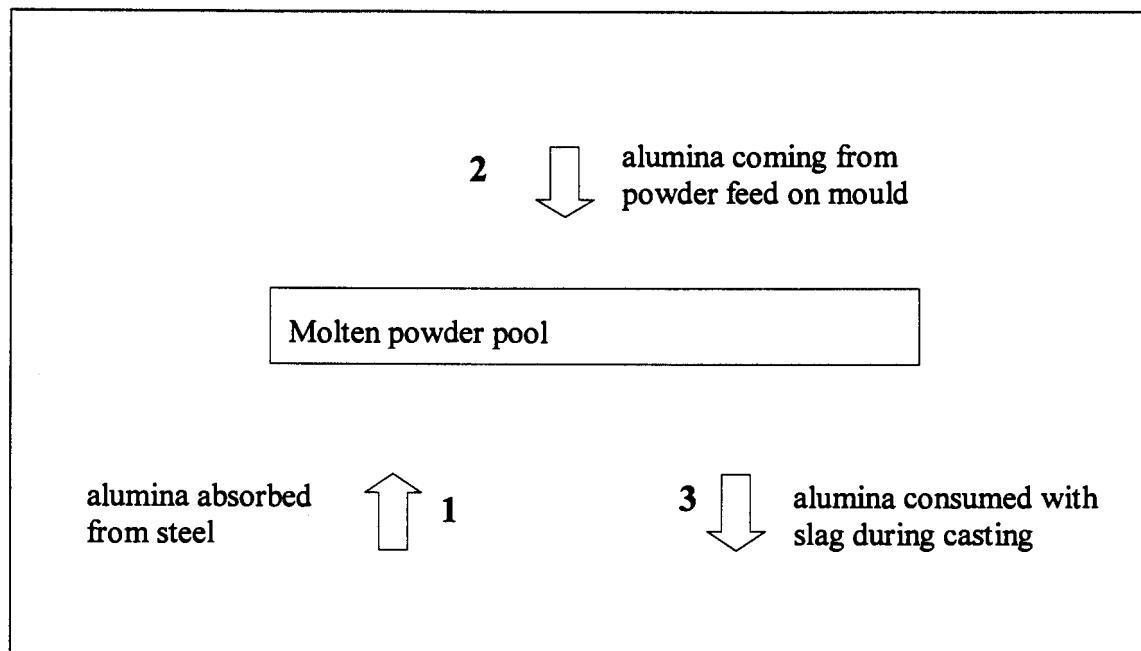 2
alumina coming from
powder feed on mould
Molten powder pool
alumina absorbed
from steel
1
3
alumina consumed with
slag during casting